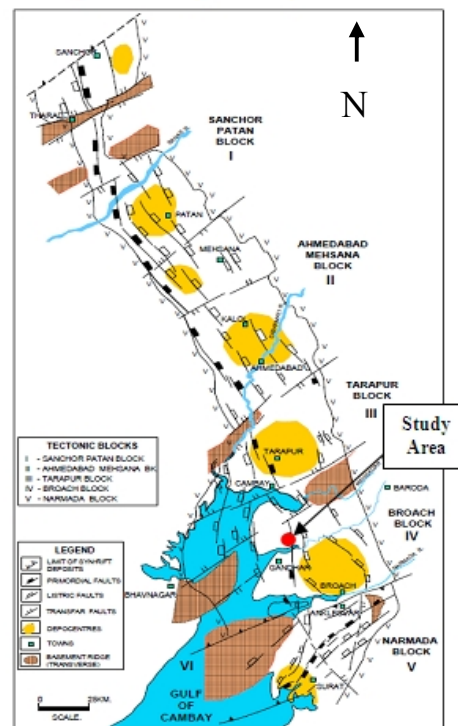 SANCHOR
N
THARAD
SANCHOR
PATAN
BLOCK
I
PATAN
MEHSANA
AHMEDABAD
MEHSANA
BLOCK
II
KALOL
AHMEDABAD
TARAPUR
BLOCK
III
Study
Area
TECTONIC BLOCKS
I - SANCHOR PATAN BLOCK
II - AHMEDABAD MEHSANA BK.
III - TARAPUR BLOCK
IV - BROACH BLOCK
V - NARMADA BLOCK
TARAPUR
CAMBAY
BARODA
BROACH
BLOCK
IV
LEGEND
LIMIT OF SYNRIFT
DEPOSITS
PRIMORDIAL FAULTS
LISTRIC FAULTS
TRANSFAR FAULTS
DEPOCENTRES
TOWNS
BASEMENT RIDGE
(TRANSVERSE)
GANDHAR
BROACH
BHAVNAGAR
ANKLESVAR
NARMADA
BLOCK
V
VI
GULF
OF
CAMBAY
SURAT
0 25KM.
SCALE.